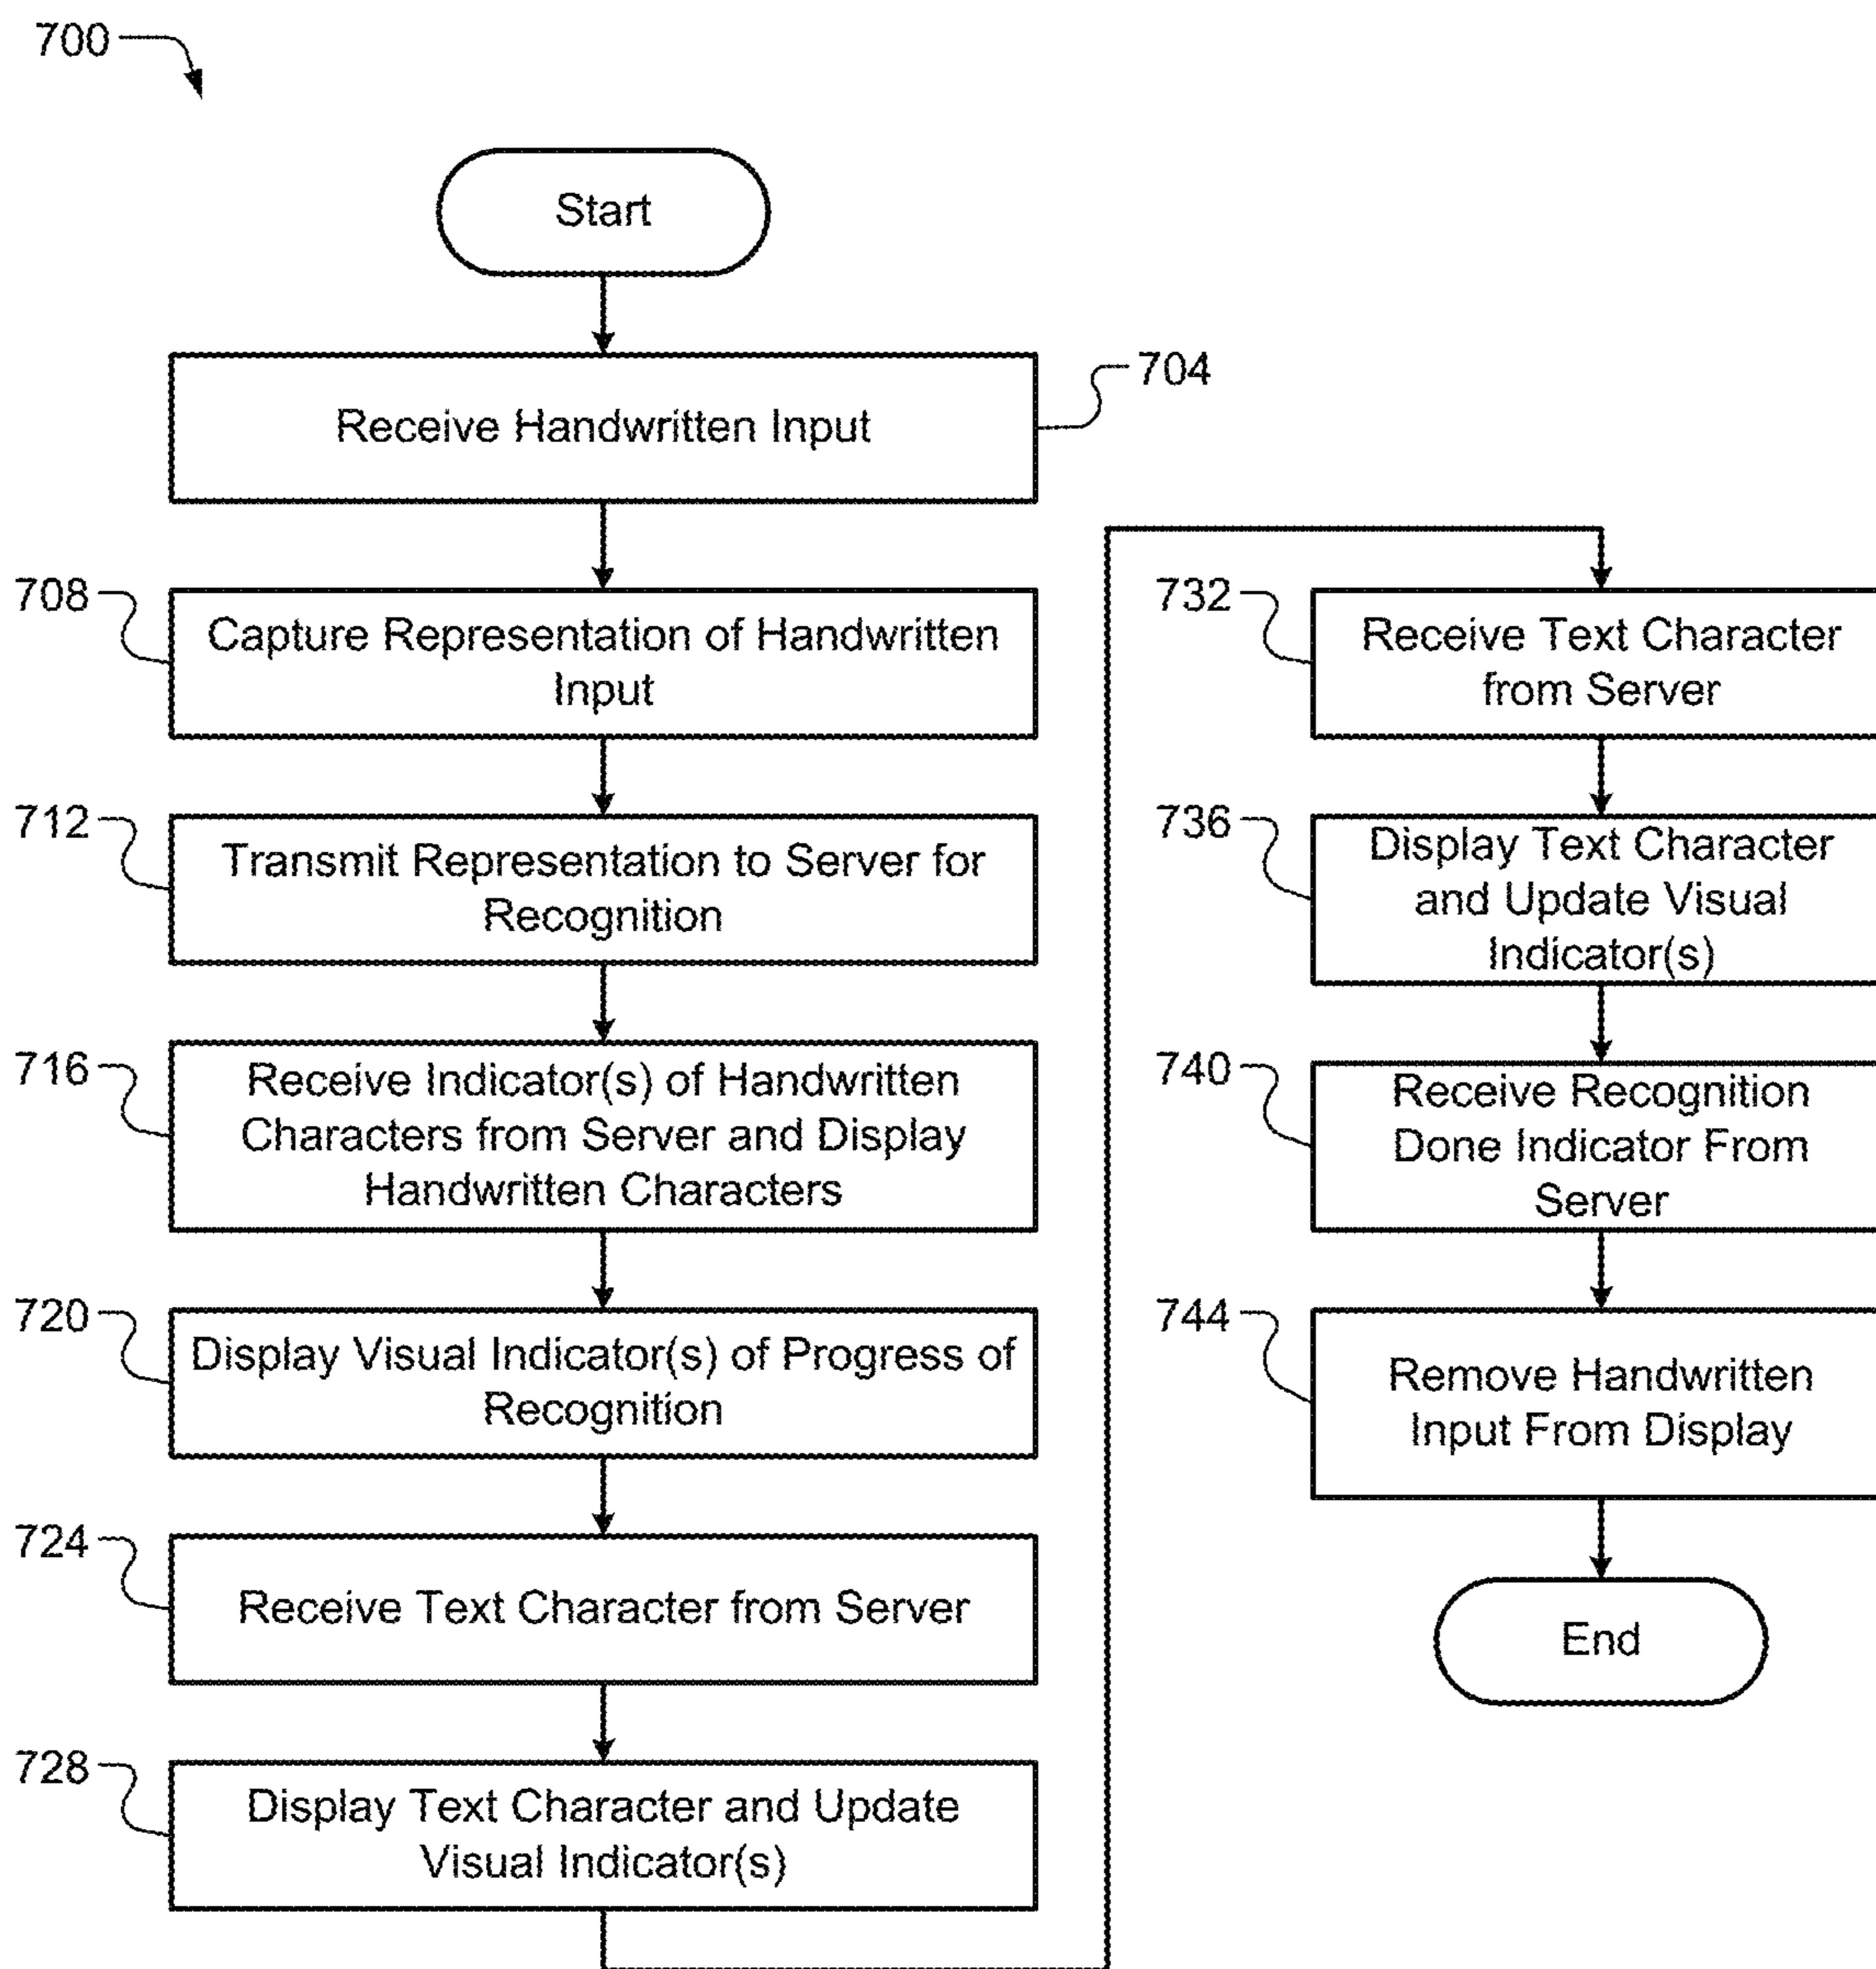 700
Start
Receive Handwritten Input
704
708
Capture Representation of Handwritten
Input
712
Transmit Representation to Server for
Recognition
716
Receive Indicator(s) of Handwritten
Characters from Server and Display
Handwritten Characters
720
Display Visual Indicator(s) of Progress of
Recognition
724
Receive Text Character from Server
728
Display Text Character and Update
Visual Indicator(s)
732
Receive Text Character
from Server
736
Display Text Character
and Update Visual
Indicator(s)
740
Receive Recognition
Done Indicator From
Server
744
Remove Handwritten
Input From Display
End